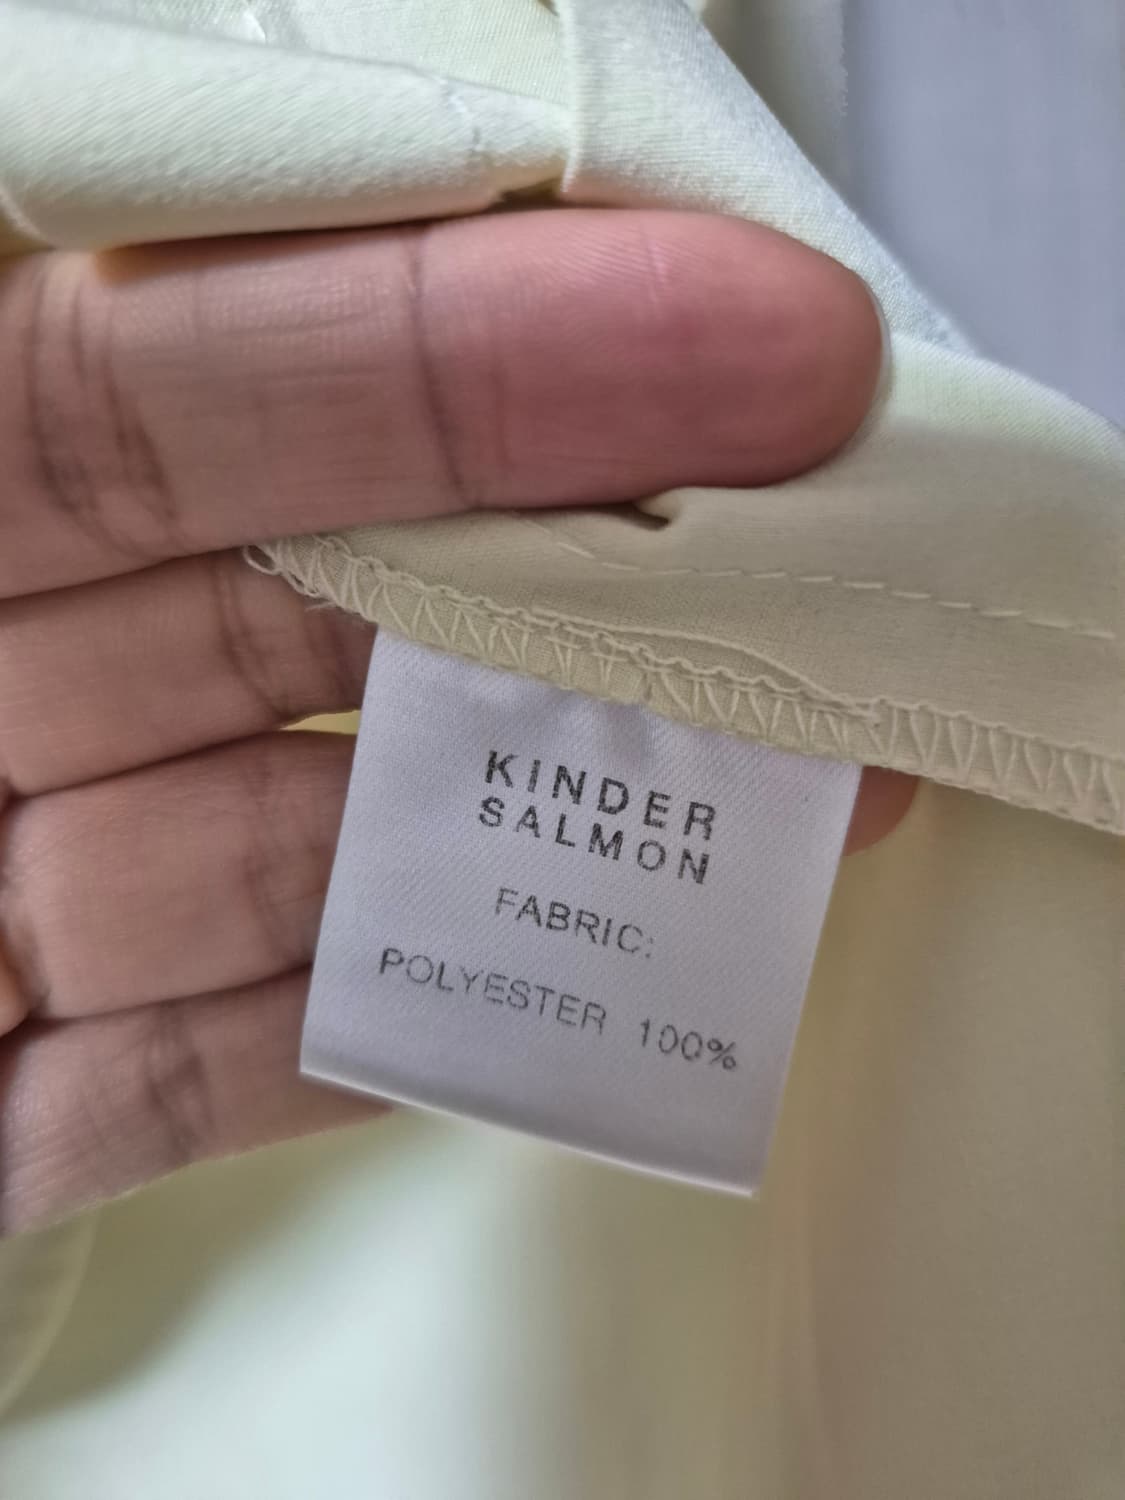 KINDER
SALMON
FABRIC:
POLYESTER 100%